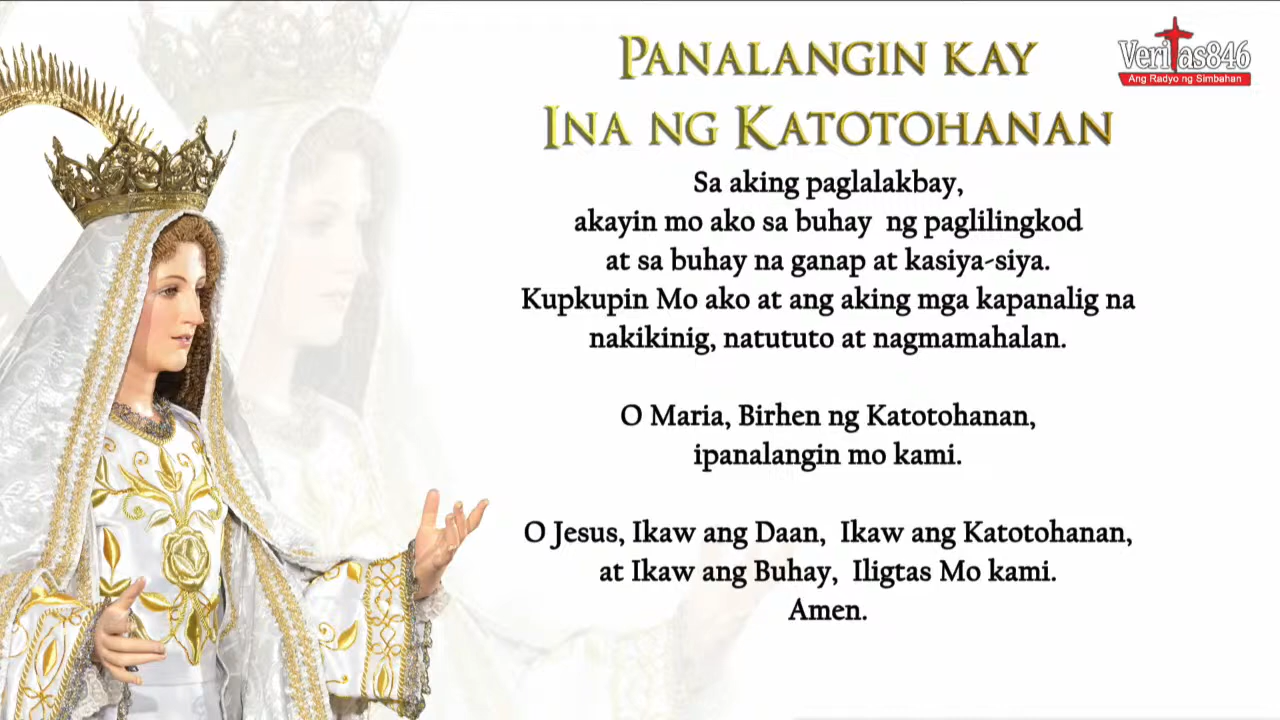 PANALANGIN KAY
INA NG KATOTOHANAN
Veritas846
Ang Radyo ng Simbahan
Sa aking paglalakbay,
akayin mo ako sa buhay ng paglilingkod
at sa buhay na ganap at kasiya-siya.
Kupkupin Mo ako at ang aking mga kapanalig na
nakikinig, natututo at nagmamahalan.
O Maria, Birhen ng Katotohanan,
ipanalangin mo kami.
O Jesus, Ikaw ang Daan, Ikaw ang Katotohanan,
at Ikaw ang Buhay, Iligtas Mo kami.
Amen.